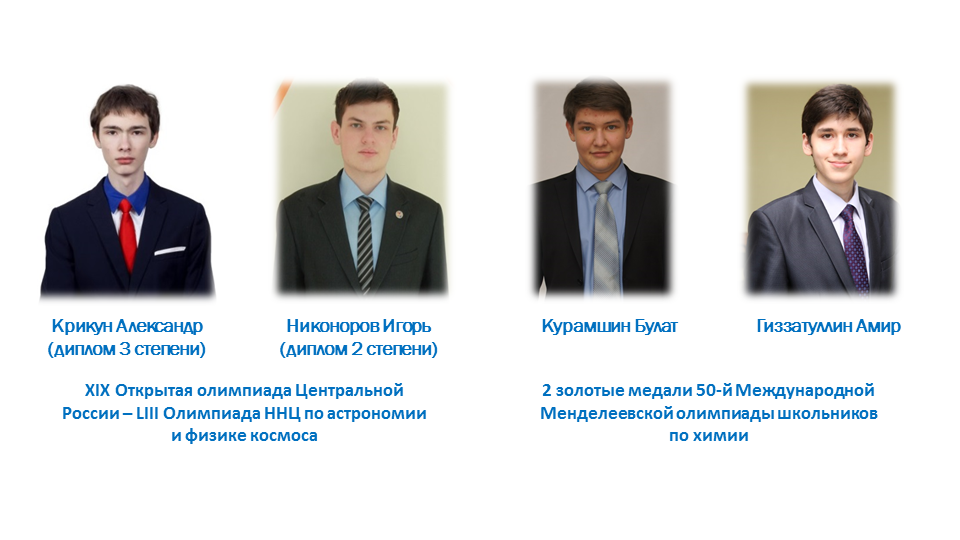 Крикун Александр
(диплом 3 степени)
Никоноров Игорь
(диплом 2 степени)
Курамшин Булат
Гиззатуллин Амир
XIX Открытая олимпиада Центральной
России – LIII Олимпиада ННЦ по астрономии
и физике космоса
2 золотые медали 50-й Международной
Менделеевской олимпиады школьников
по химии